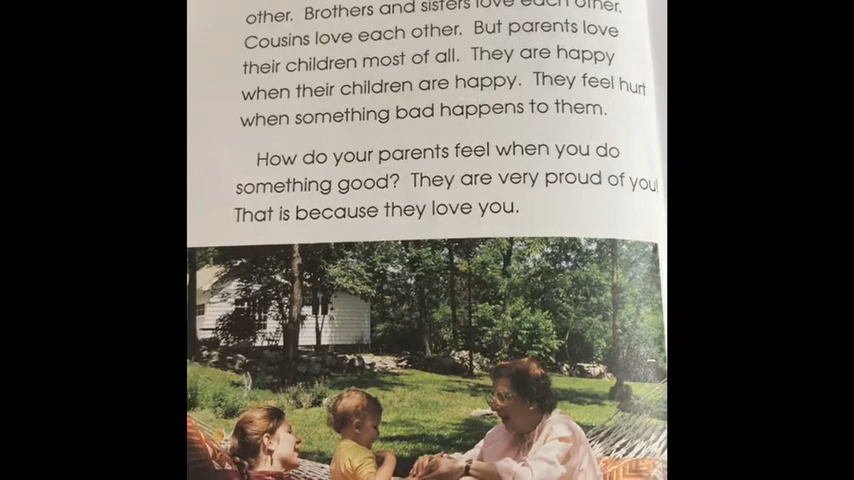 other. Brothers and sisters love each other.
Cousins love each other. But parents love
their children most of all. They are happy
when their children are happy. They feel hurt
when something bad happens to them.
How do your parents feel when you do
something good? They are very proud of you!
That is because they love you.